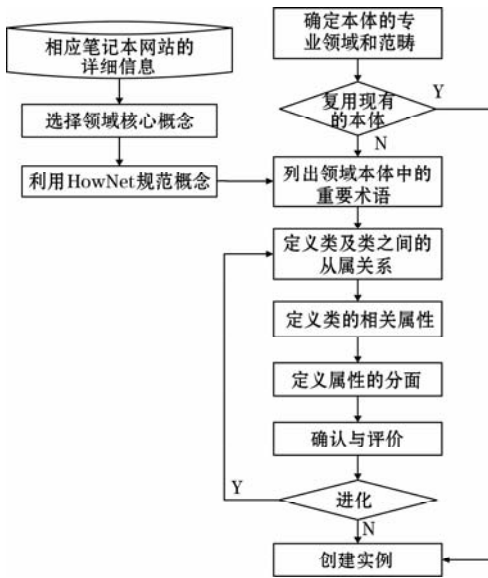 相应笔记本网站的
详细信息
选择领域核心概念
利用HowNet规范概念
确定本体的专
业领域和范畴
复用现有
的本体
Y
N
列出领域本体中的
重要术语
定义类及类之间的
从属关系
定义类的相关属性
定义属性的分面
确认与评价
Y
进化
N
创建实例